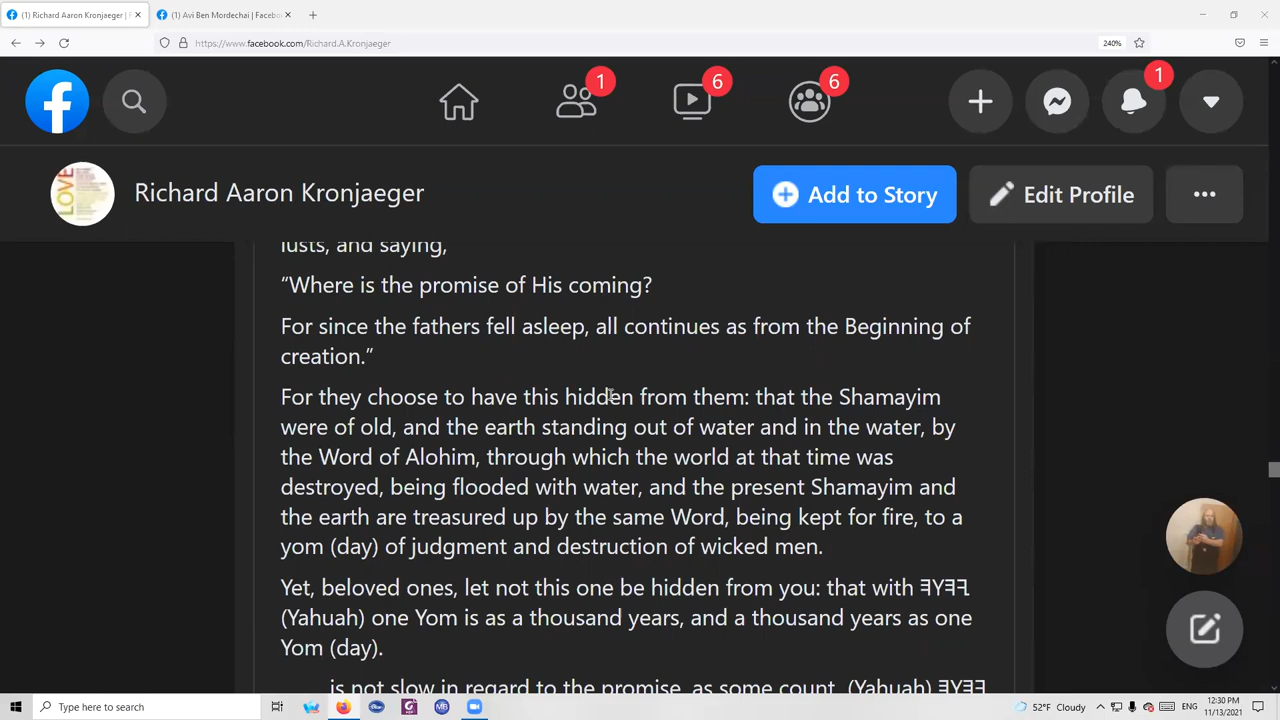 (1) Richard Aaron Kronjaeger | F
(1) Avi Ben Mordechai | Facebo
https://www.facebook.com/Richard.A.Kronjaeger
240%
1
6
6
1
Richard Aaron Kronjaeger
Add to Story
Edit Profile
LOVE
lusts, and saying,
“Where is the promise of His coming?
For since the fathers fell asleep, all continues as from the Beginning of
creation.”
For they choose to have this hidden from them: that the Shamayim
were of old, and the earth standing out of water and in the water, by
the Word of Alohim, through which the world at that time was
destroyed, being flooded with water, and the present Shamayim and
the earth are treasured up by the same Word, being kept for fire, to a
yom (day) of judgment and destruction of wicked men.
Yet, beloved ones, let not this one be hidden from you: that with
(Yahuah) one Yom is as a thousand years, and a thousand years as one
Yom (day).
is not slow in regard to the promise, as some count, (Yahuah)
Type here to search
52°F Cloudy
ENG
12:30 PM
11/13/2021